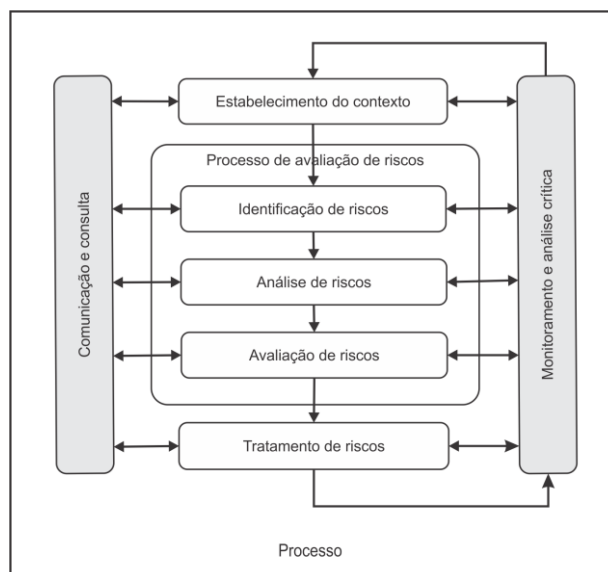 Estabelecimento do contexto
Processo de avaliação de riscos
Identificação de riscos
Análise de riscos
Avaliação de riscos
Tratamento de riscos
Comunicação e consulta
Monitoramento e análise crítica
Processo